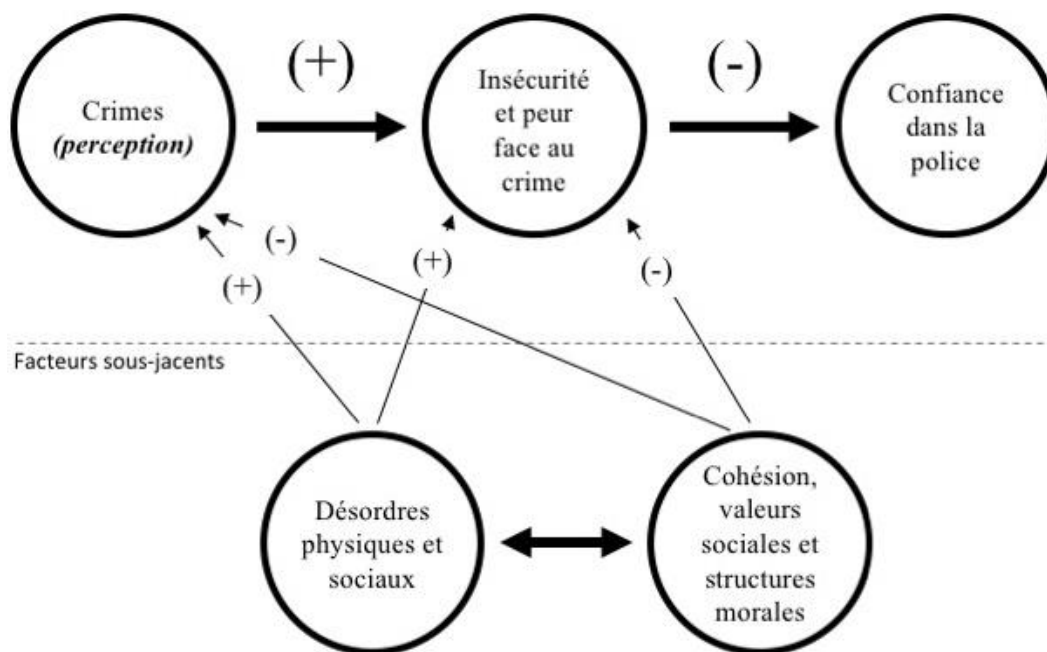 (+)
(-)
Crimes
(perception)
Insécurité
et peur
face au
crime
Confiance
dans la
police
(-)
(+)
(+)
(-)
Facteurs sous-jacents
Désordres
physiques et
sociaux
Cohésion,
valeurs
sociales et
structures
morales